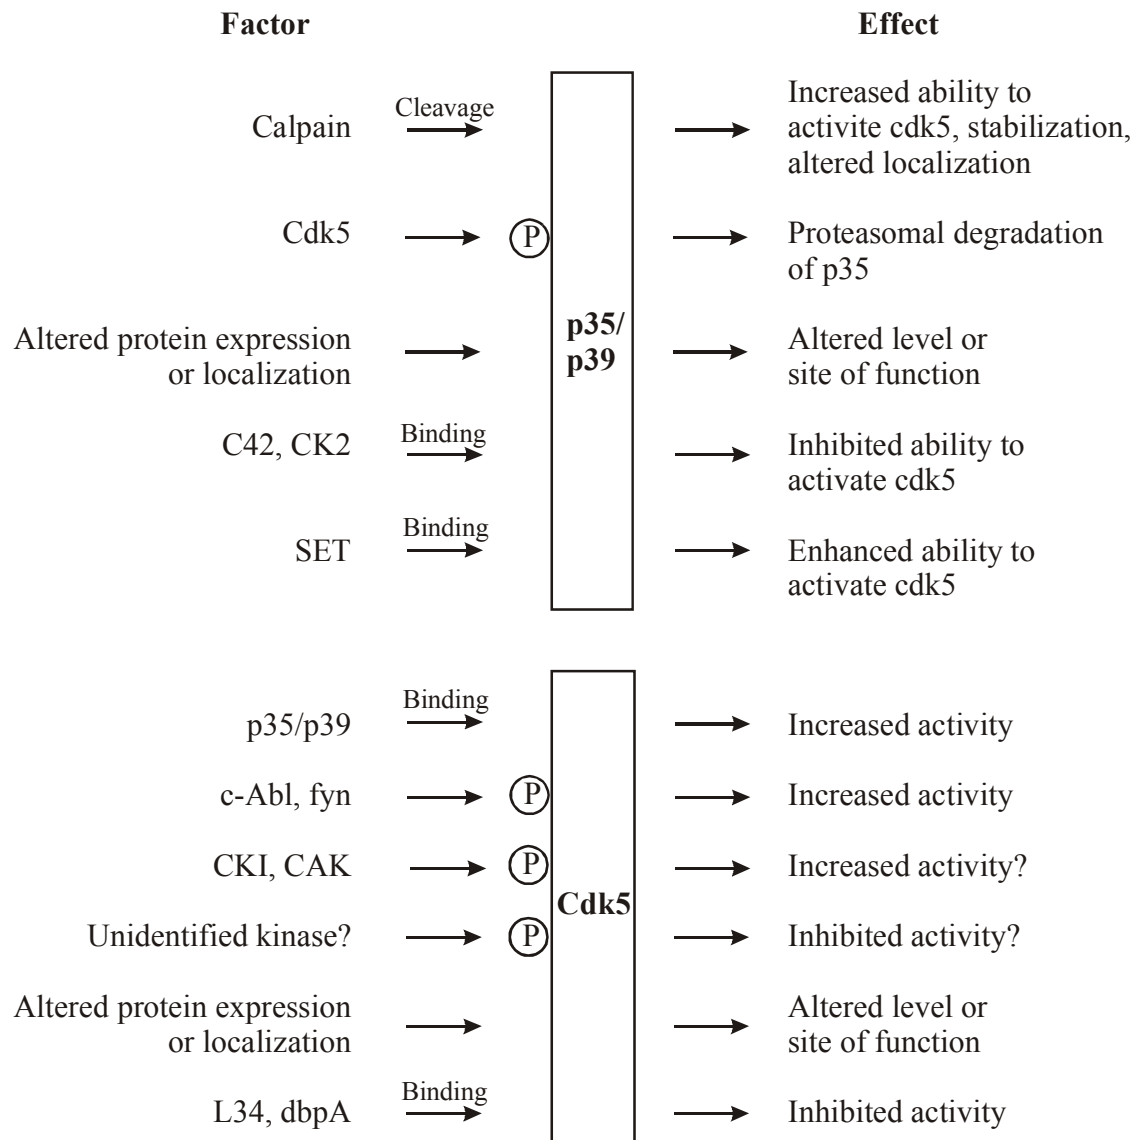 Factor
Effect
Calpain
Cleavage
Increased ability to
activite cdk5, stabilization,
altered localization
Cdk5
P
Proteasomal degradation
of p35
Altered protein expression
or localization
p35/
p39
Altered level or
site of function
C42, CK2
Binding
Inhibited ability to
activate cdk5
SET
Binding
Enhanced ability to
activate cdk5
p35/p39
Binding
Increased activity
c-Abl, fyn
P
Increased activity
CKI, CAK
P
Increased activity?
Cdk5
Unidentified kinase?
P
Inhibited activity?
Altered protein expression
or localization
Altered level or
site of function
L34, dbpA
Binding
Inhibited activity